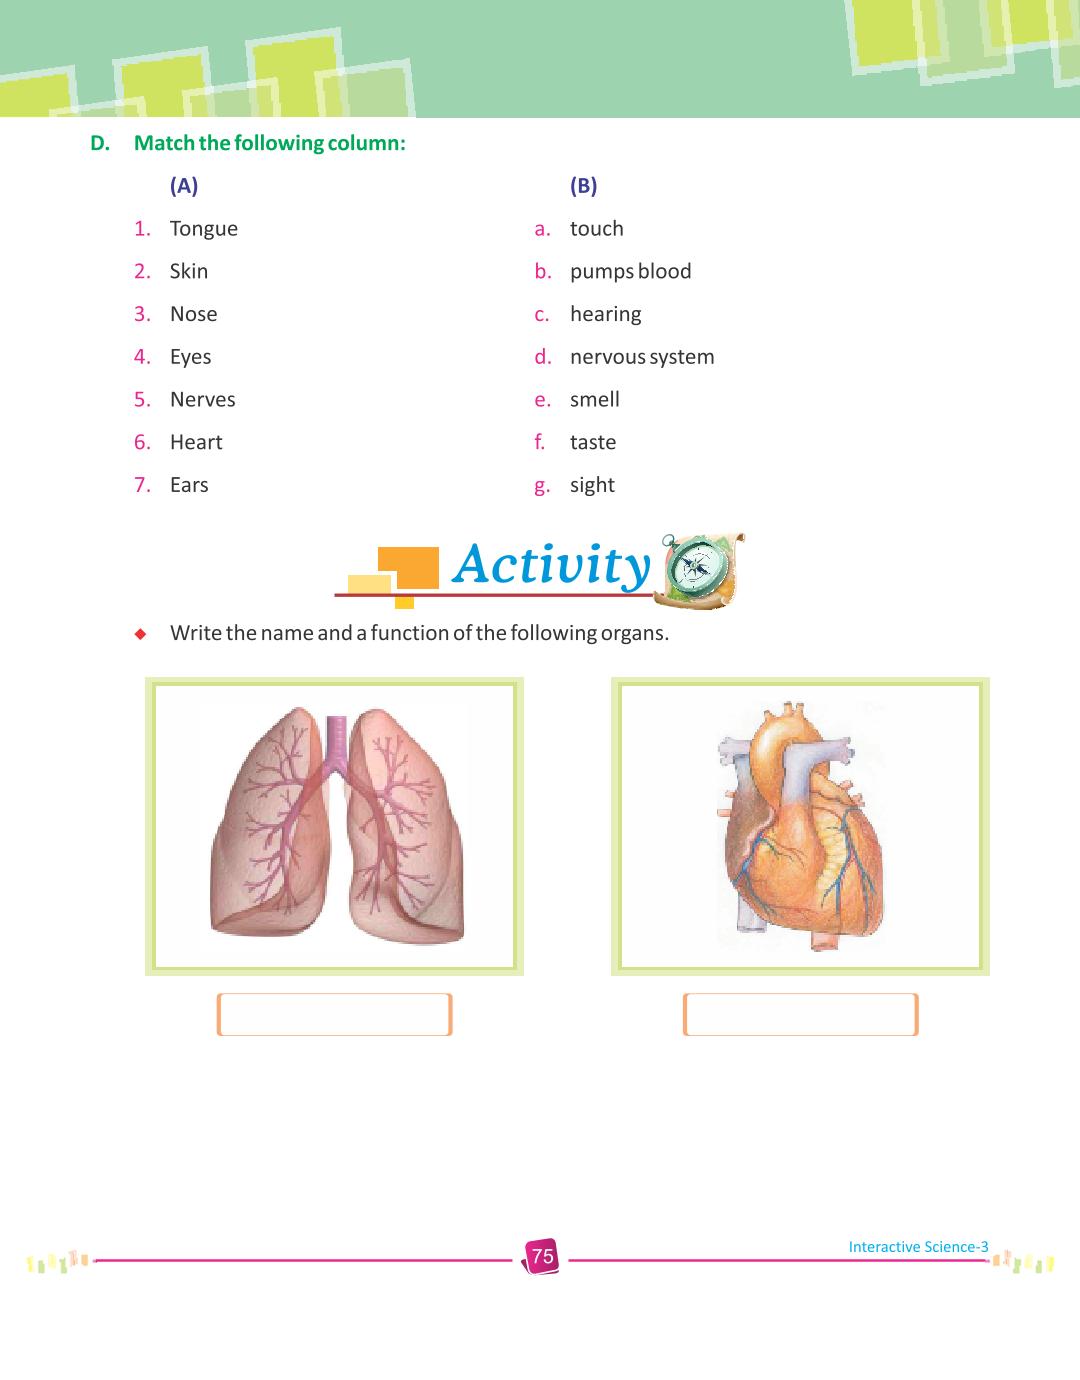 D. Match the following column:
(A) (B)
1. Tongue a. touch
2. Skin b. pumps blood
3. Nose c. hearing
4. Eyes d. nervous system
5. Nerves e. smell
6. Heart f. taste
7. Ears g. sight
Activity
Write the name and a function of the following organs.
Interactive Science-3
75